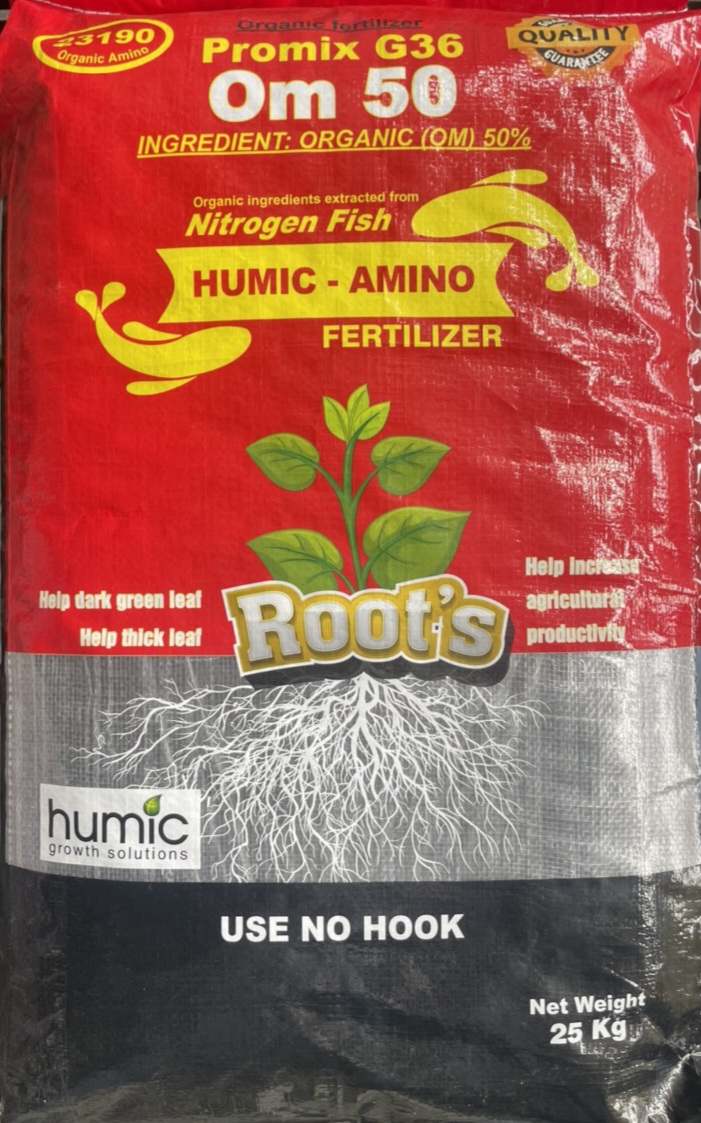 Organic fertilizer
23190
Organic Amino
Promix G36
Om 50
QUALITY
GUARANTEE
INGREDIENT: ORGANIC (OM) 50%
Organic ingredients extracted from
Nitrogen Fish
HUMIC - AMINO
FERTILIZER
Help dark green leaf
Help thick leaf
Root's
Help increase
agricultural
productivity
humic
growth solutions
USE NO HOOK
Net Weight
25 Kg